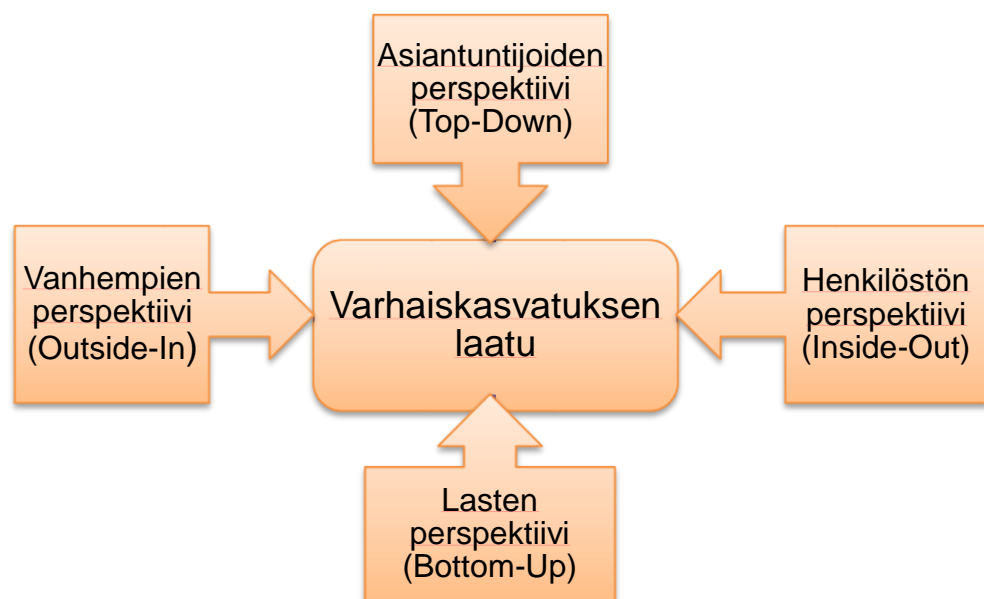 Asiantuntijoiden
perspektiivi
(Top-Down)
Vanhempien
perspektiivi
(Outside-In)
Varhaiskasvatuksen
laatu
Henkilöstön
perspektiivi
(Inside-Out)
Lasten
perspektiivi
(Bottom-Up)